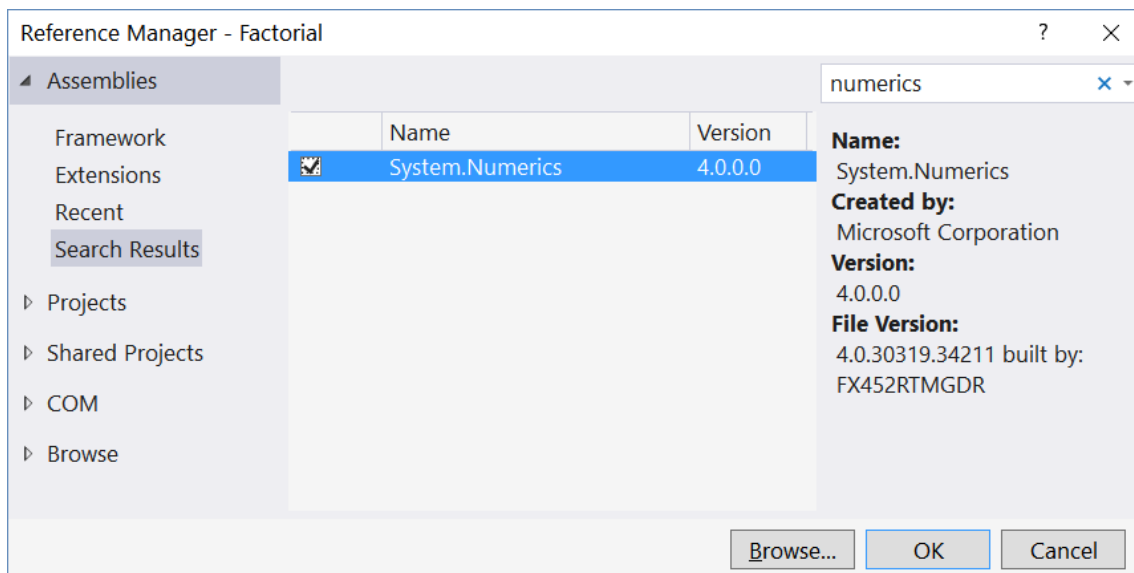 Reference Manager - Factorial
?
Assemblies
Framework
Extensions
Recent
Search Results
Projects
Shared Projects
COM
Browse
Name Version
System.Numerics 4.0.0.0
numerics
Name:
System.Numerics
Created by:
Microsoft Corporation
Version:
4.0.0.0
File Version:
4.0.30319.34211 built by:
FX452RTMGDR
Browse... OK Cancel